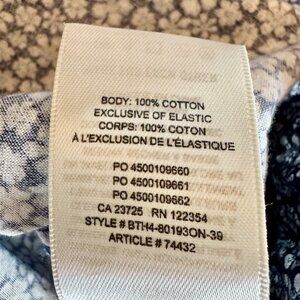 BODY: 100% COTTON
EXCLUSIVE OF ELASTIC
CORPS: 100% COTON
À L'EXCLUSION DE L'ÉLASTIQUE
PO 4500109660
PO 4500109661
PO 4500109662
CA 23725 RN 122354
STYLE # BTH4-80193ON-39
ARTICLE # 74432